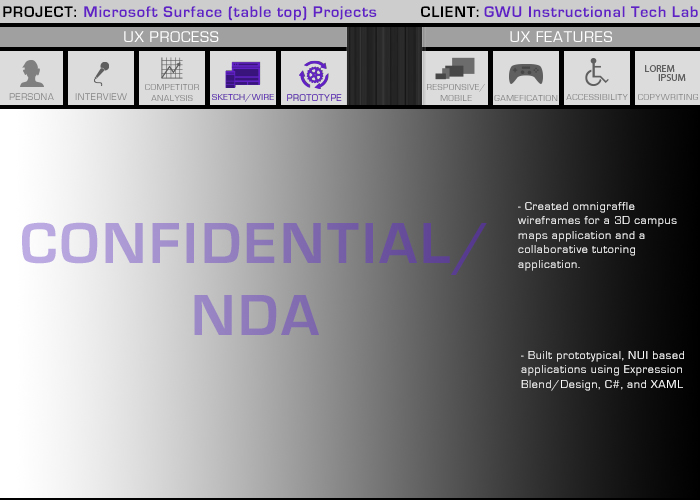 PROJECT: Microsoft Surface (table top) Projects CLIENT: GWU Instructional Tech Lab
UX PROCESS UX FEATURES
PERSONA INTERVIEW COMPETITOR ANALYSIS SKETCH/WIRE PROTOTYPE RESPONSIVE/ MOBILE GAMEFICATION ACCESSIBILITY LOREM IPSUM COPYWRITING
CONFIDENTIAL/
NDA
- Created omnigraffle
wireframes for a 3D campus
maps application and a
collaborative tutoring
application.
- Built prototypical, NUI based
applications using Expression
Blend/Design, C#, and XAML